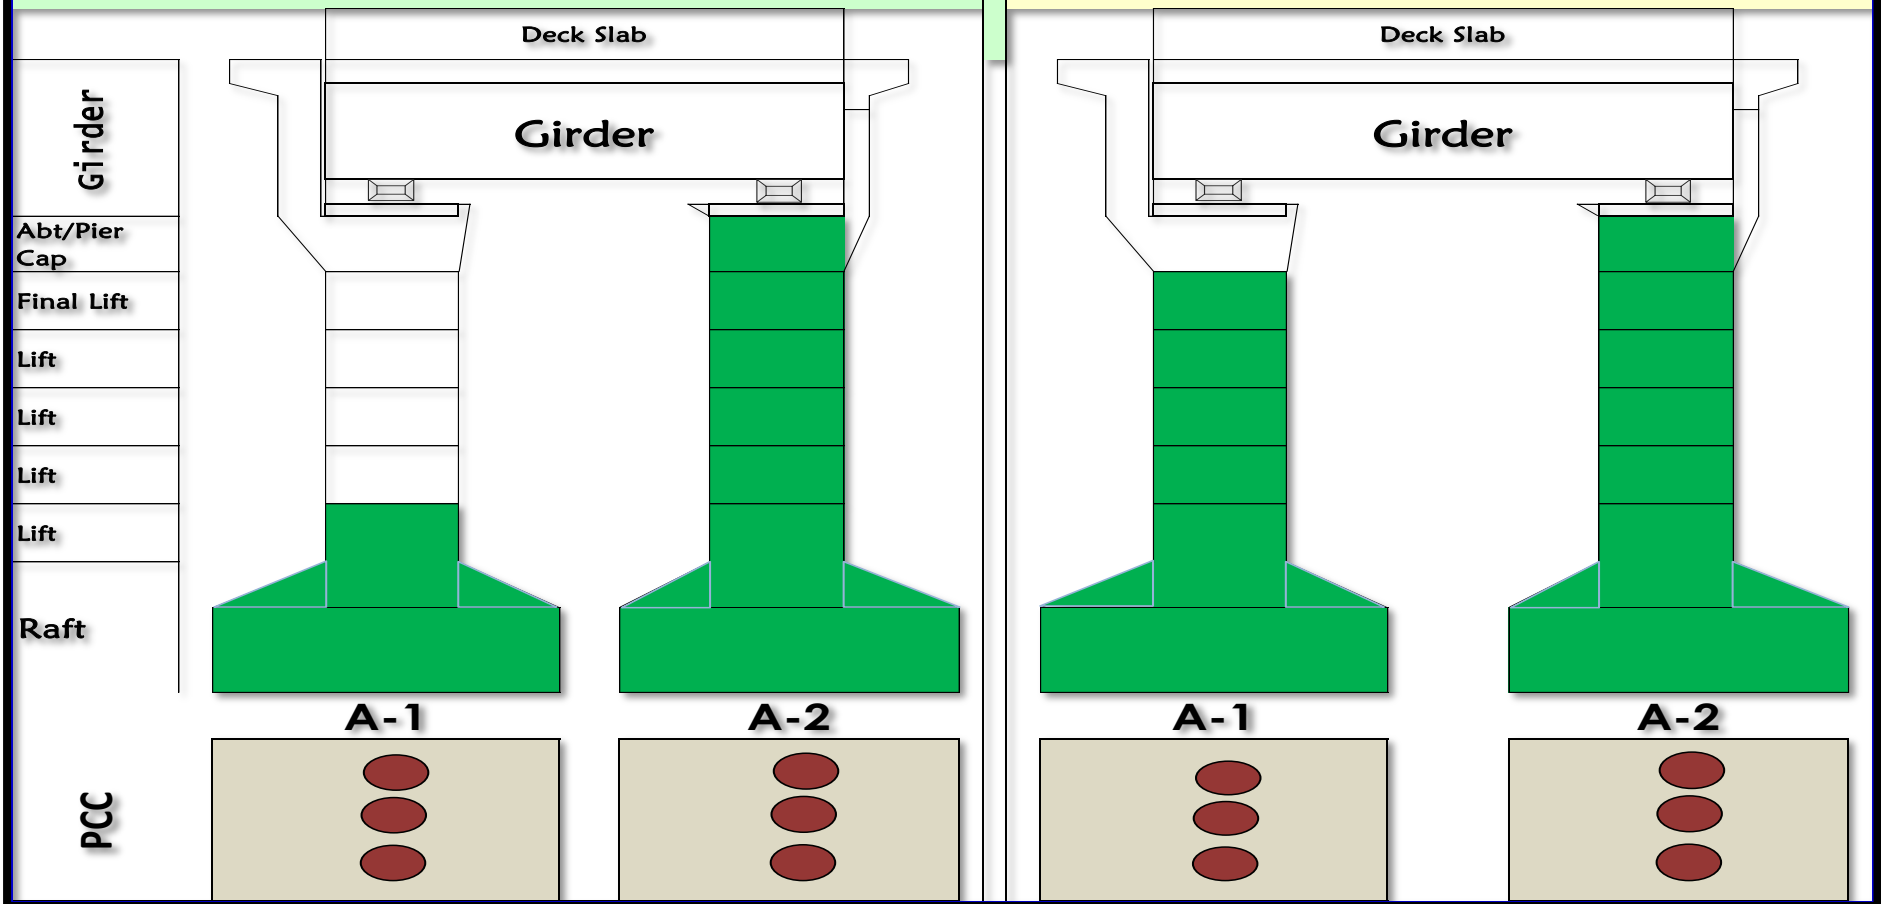 Deck Slab
Deck Slab
Girder
Girder
Girder
Abt/Pier
Cap
Final Lift
Lift
Lift
Lift
Lift
Raft
A-1
A-2
A-1
A-2
PCC